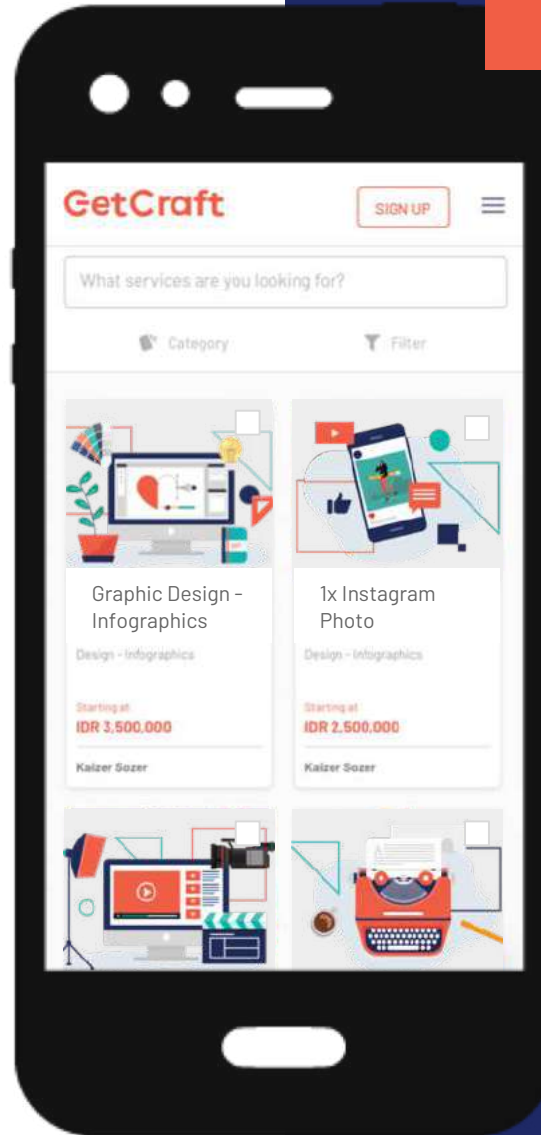 GetCraft
SIGN UP
What services are you looking for?
Category
Filter
Graphic Design -
Infographics
Design - Infographics
Starting at
IDR 3,500,000
Kaizer Sozer
1x Instagram
Photo
Design - Infographics
Starting at
IDR 2,500,000
Kaizer Sozer